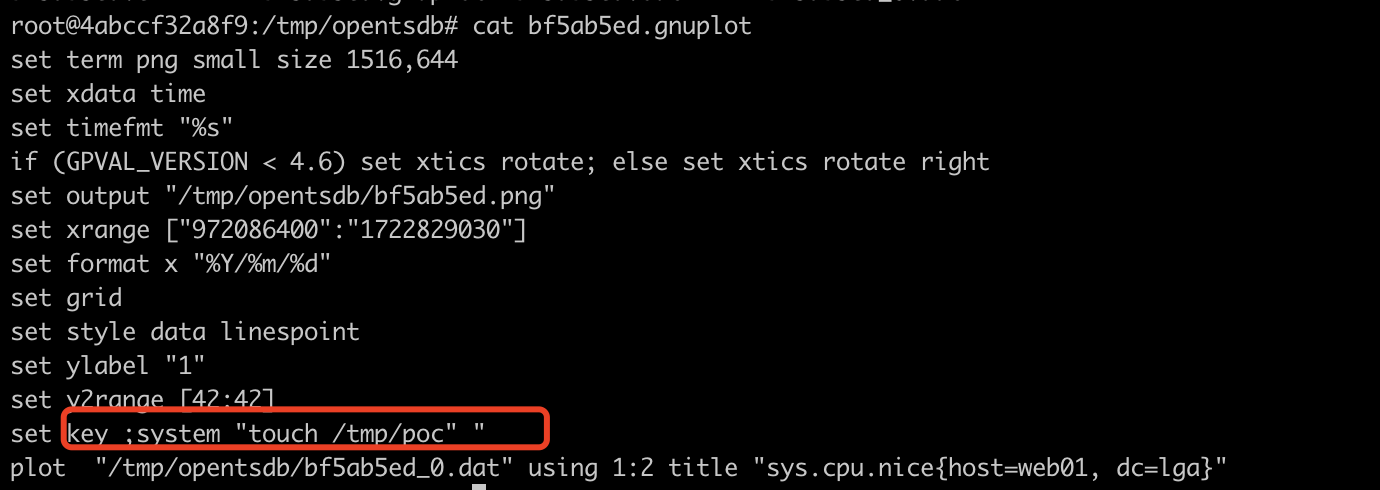 root@4abccf32a8f9:/tmp/opentsdb# cat bf5ab5ed.gnuplot
set term png small size 1516,644
set xdata time
set timefmt "%s"
if (GPVAL_VERSION < 4.6) set xtics rotate; else set xtics rotate right
set output "/tmp/opentsdb/bf5ab5ed.png"
set xrange ["972086400":"1722829030"]
set format x "%Y/%m/%d"
set grid
set style data linespoint
set ylabel "1"
set y2range [42:42]
set key ;system "touch /tmp/poc" "
plot  "/tmp/opentsdb/bf5ab5ed_0.dat" using 1:2 title "sys.cpu.nice{host=web01, dc=lga}"